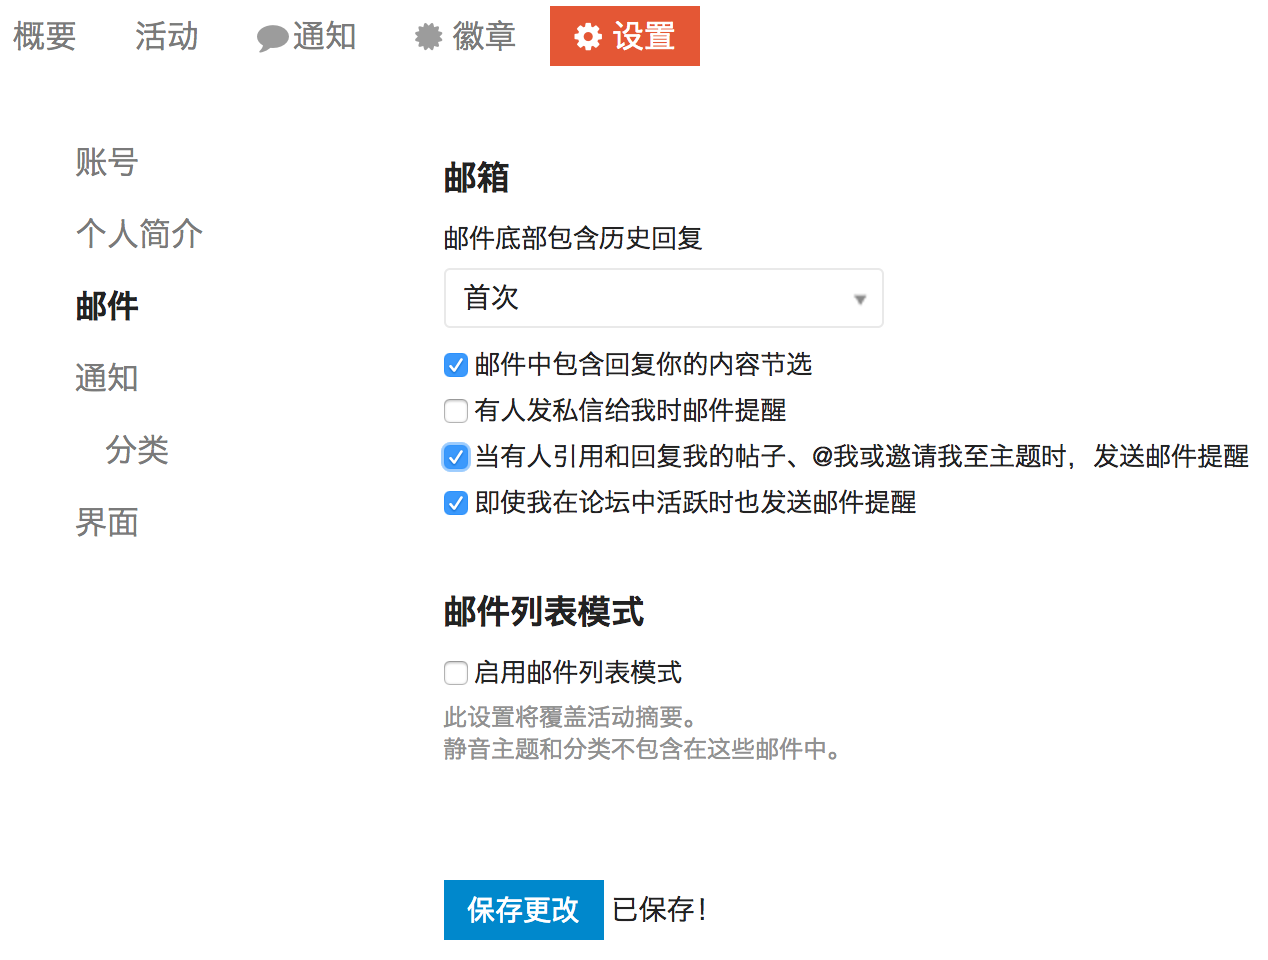 概要 活动 通知 徽章 设置
账号
个人简介
邮件
通知
分类
界面
邮箱
邮件底部包含历史回复
首次
邮件中包含回复你的内容节选
有人发私信给我时邮件提醒
当有人引用和回复我的帖子、@我或邀请我至主题时，发送邮件提醒
即使我在论坛中活跃时也发送邮件提醒
邮件列表模式
启用邮件列表模式
此设置将覆盖活动摘要。
静音主题和分类不包含在这些邮件中。
保存更改 已保存！